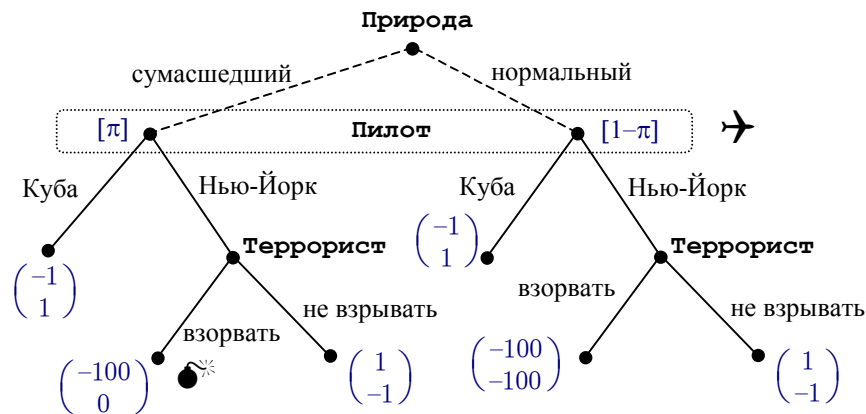 Природа
сумасшедший нормальный
[π] Пилот [1–π]
Куба Нью-Йорк Куба Нью-Йорк
Террорист Террорист
(–1 1) (–1 1)
взорвать не взрывать взорвать не взрывать
(–100 0) (1 –1) (–100 –100) (1 –1)